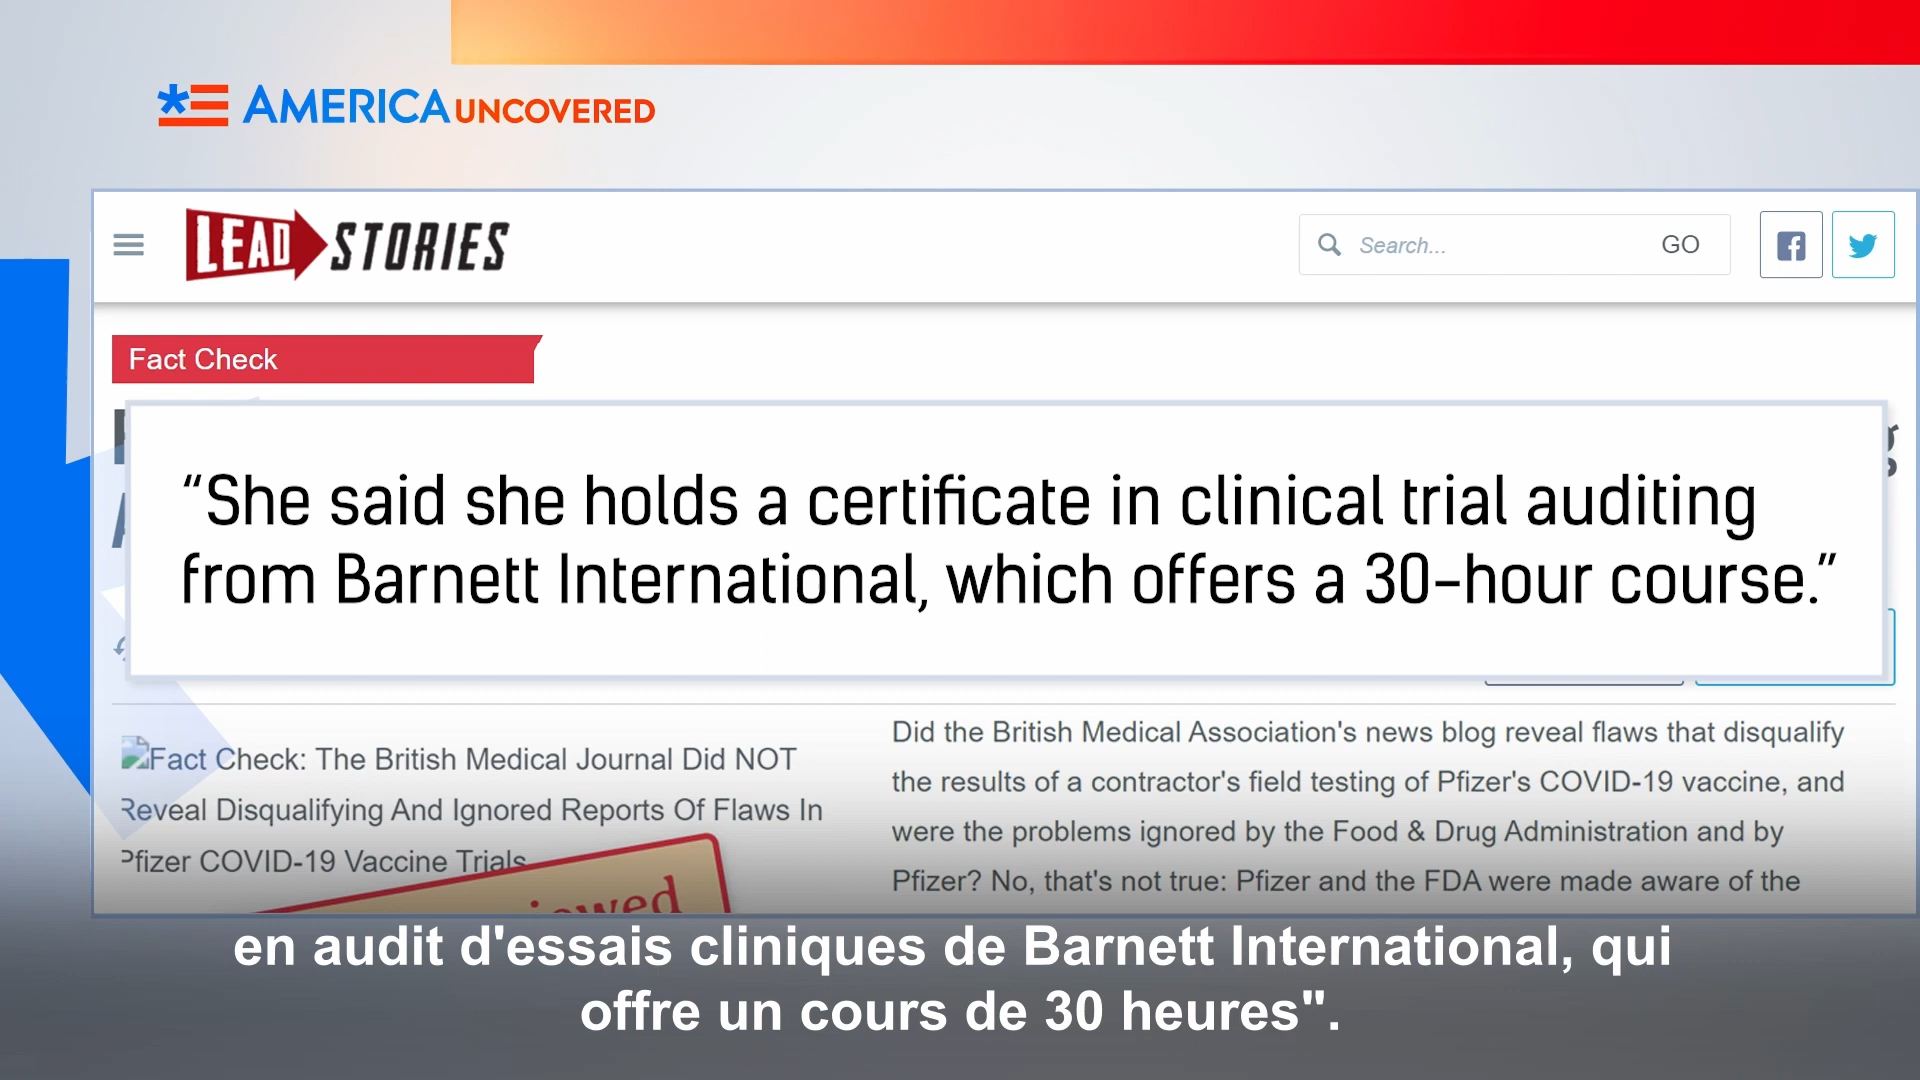 AMERICA UNCOVERED
LEAD STORIES
Search...
GO
Fact Check
“She said she holds a certificate in clinical trial auditing
from Barnett International, which offers a 30-hour course.”
Fact Check: The British Medical Journal Did NOT
Reveal Disqualifying And Ignored Reports Of Flaws In
Pfizer COVID-19 Vaccine Trials
Did the British Medical Association's news blog reveal flaws that disqualify
the results of a contractor's field testing of Pfizer's COVID-19 vaccine, and
were the problems ignored by the Food & Drug Administration and by
Pfizer? No, that's not true: Pfizer and the FDA were made aware of the
en audit d'essais cliniques de Barnett International, qui
offre un cours de 30 heures".